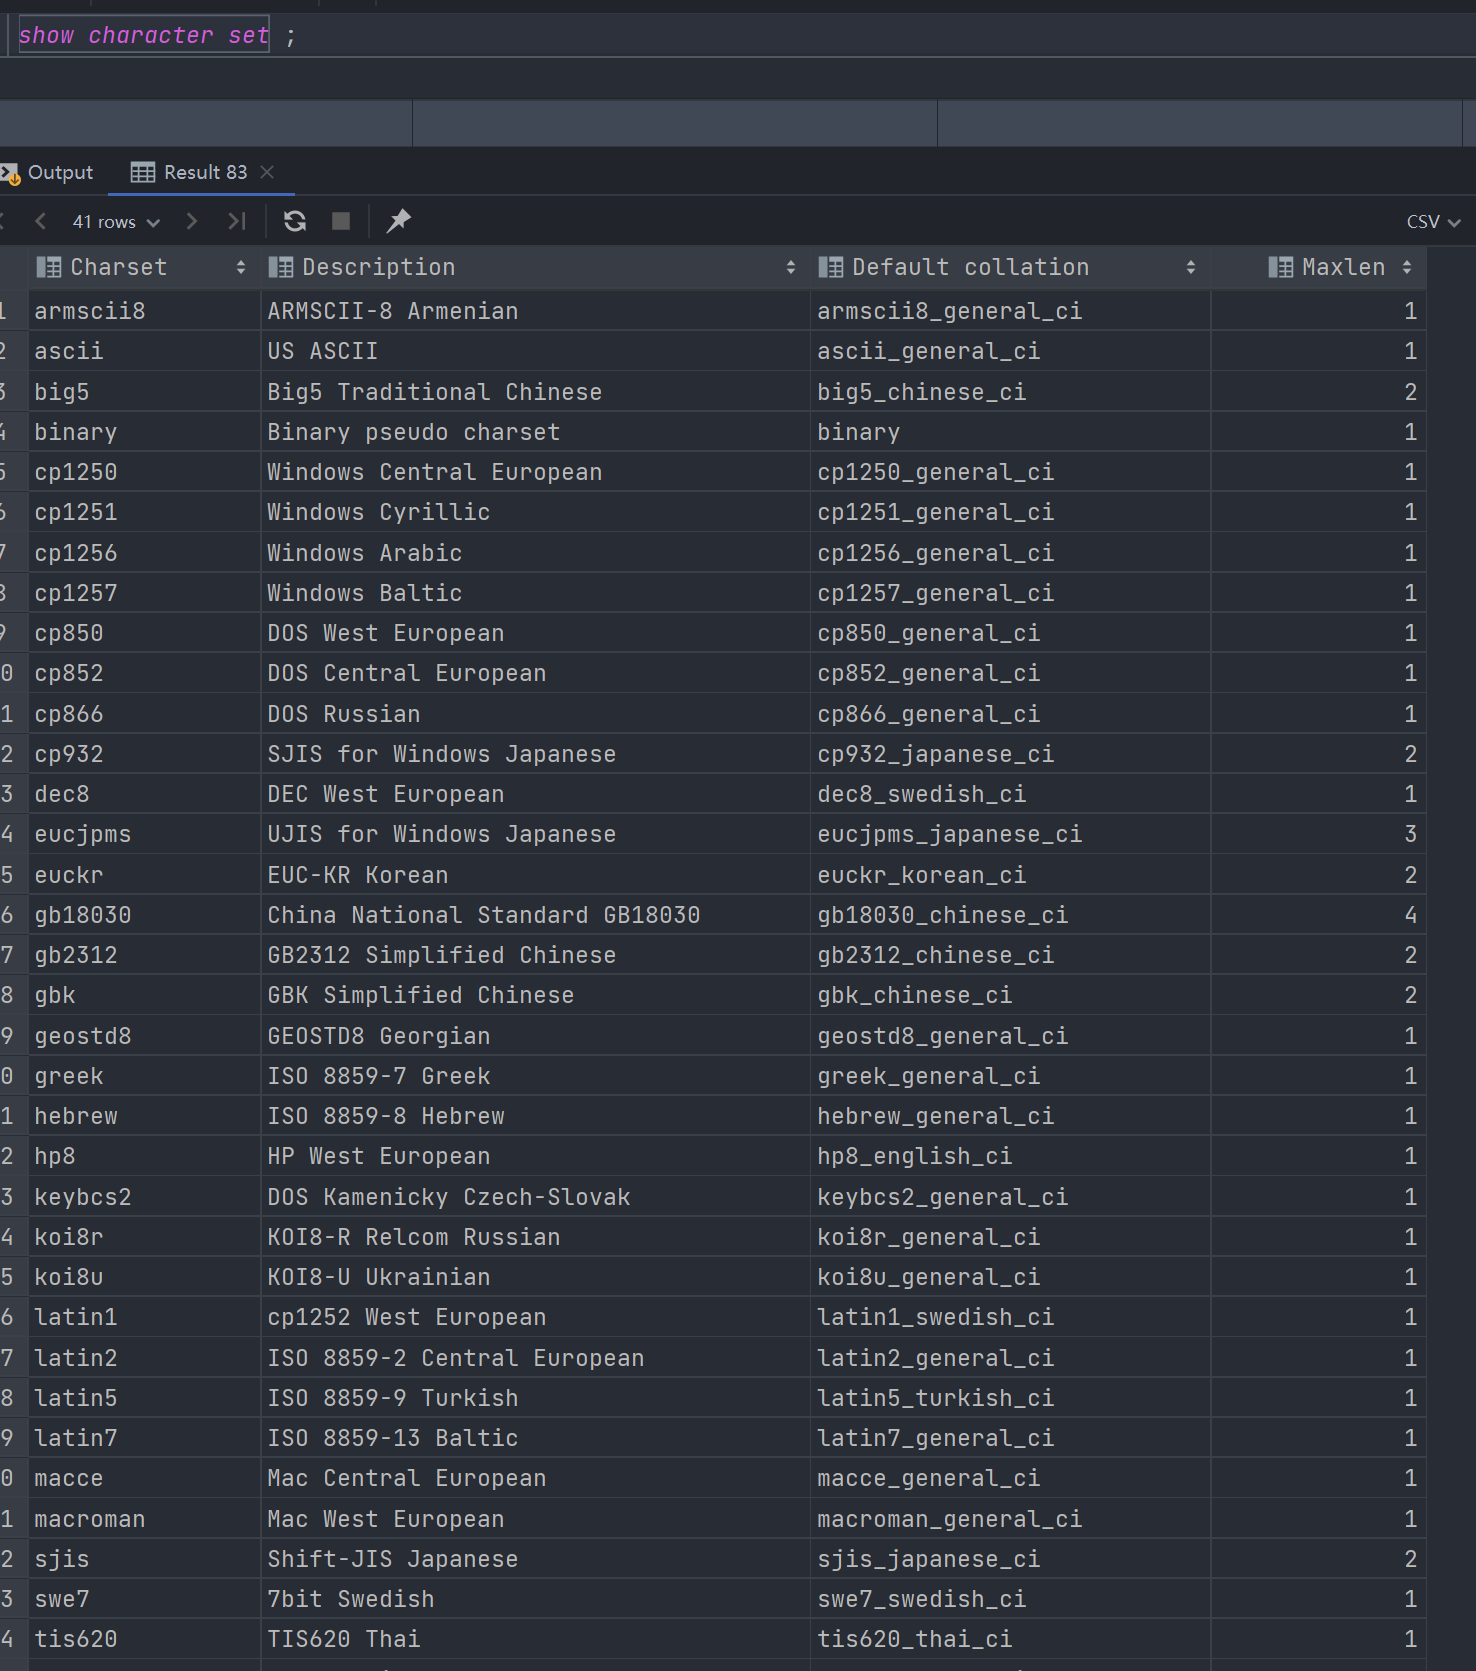 show character set ;
Output Result 83
41 rows CSV
Charset Description Default collation Maxlen
1 armscii8 ARMSCII-8 Armenian armscii8_general_ci 1
2 ascii US ASCII ascii_general_ci 1
3 big5 Big5 Traditional Chinese big5_chinese_ci 2
4 binary Binary pseudo charset binary 1
5 cp1250 Windows Central European cp1250_general_ci 1
6 cp1251 Windows Cyrillic cp1251_general_ci 1
7 cp1256 Windows Arabic cp1256_general_ci 1
8 cp1257 Windows Baltic cp1257_general_ci 1
9 cp850 DOS West European cp850_general_ci 1
0 cp852 DOS Central European cp852_general_ci 1
1 cp866 DOS Russian cp866_general_ci 1
2 cp932 SJIS for Windows Japanese cp932_japanese_ci 2
3 dec8 DEC West European dec8_swedish_ci 1
4 eucjpms UJIS for Windows Japanese eucjpms_japanese_ci 3
5 euckr EUC-KR Korean euckr_korean_ci 2
6 gb18030 China National Standard GB18030 gb18030_chinese_ci 4
7 gb2312 GB2312 Simplified Chinese gb2312_chinese_ci 2
8 gbk GBK Simplified Chinese gbk_chinese_ci 2
9 geostd8 GEOSTD8 Georgian geostd8_general_ci 1
0 greek ISO 8859-7 Greek greek_general_ci 1
1 hebrew ISO 8859-8 Hebrew hebrew_general_ci 1
2 hp8 HP West European hp8_english_ci 1
3 keybcs2 DOS Kamenicky Czech-Slovak keybcs2_general_ci 1
4 koi8r KOI8-R Relcom Russian koi8r_general_ci 1
5 koi8u KOI8-U Ukrainian koi8u_general_ci 1
6 latin1 cp1252 West European latin1_swedish_ci 1
7 latin2 ISO 8859-2 Central European latin2_general_ci 1
8 latin5 ISO 8859-9 Turkish latin5_turkish_ci 1
9 latin7 ISO 8859-13 Baltic latin7_general_ci 1
0 macce Mac Central European macce_general_ci 1
1 macroman Mac West European macroman_general_ci 1
2 sjis Shift-JIS Japanese sjis_japanese_ci 2
3 swe7 7bit Swedish swe7_swedish_ci 1
4 tis620 TIS620 Thai tis620_thai_ci 1